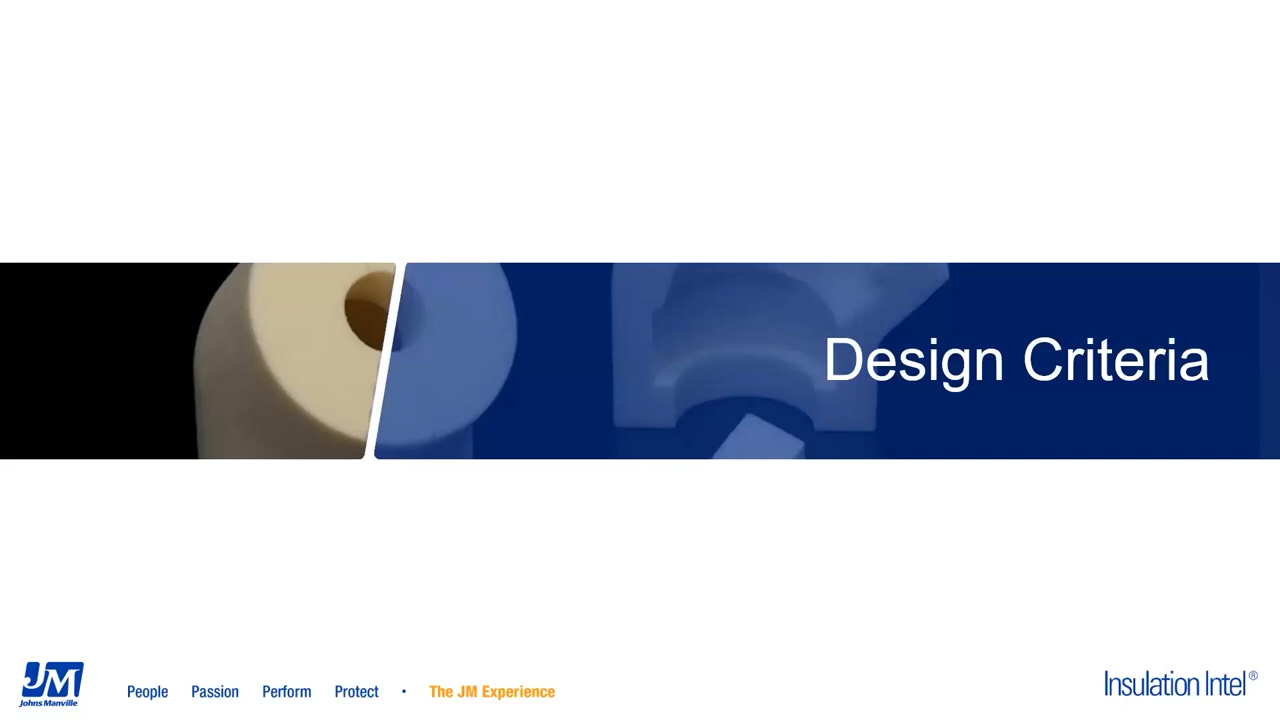 Design Criteria
JM
Johns Manville
People Passion Perform Protect • The JM Experience
Insulation Intel®